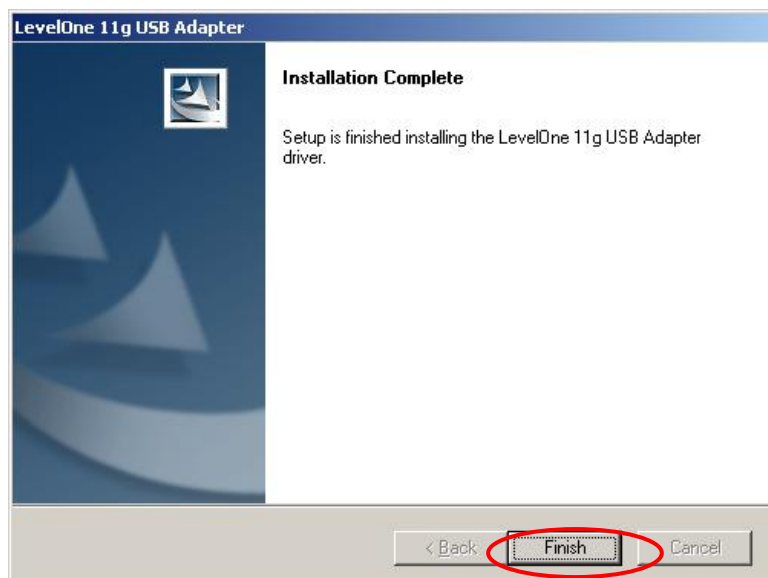 LevelOne 11g USB Adapter
Installation Complete
Setup is finished installing the LevelOne 11g USB Adapter
driver.
< Back
Finish
Cancel